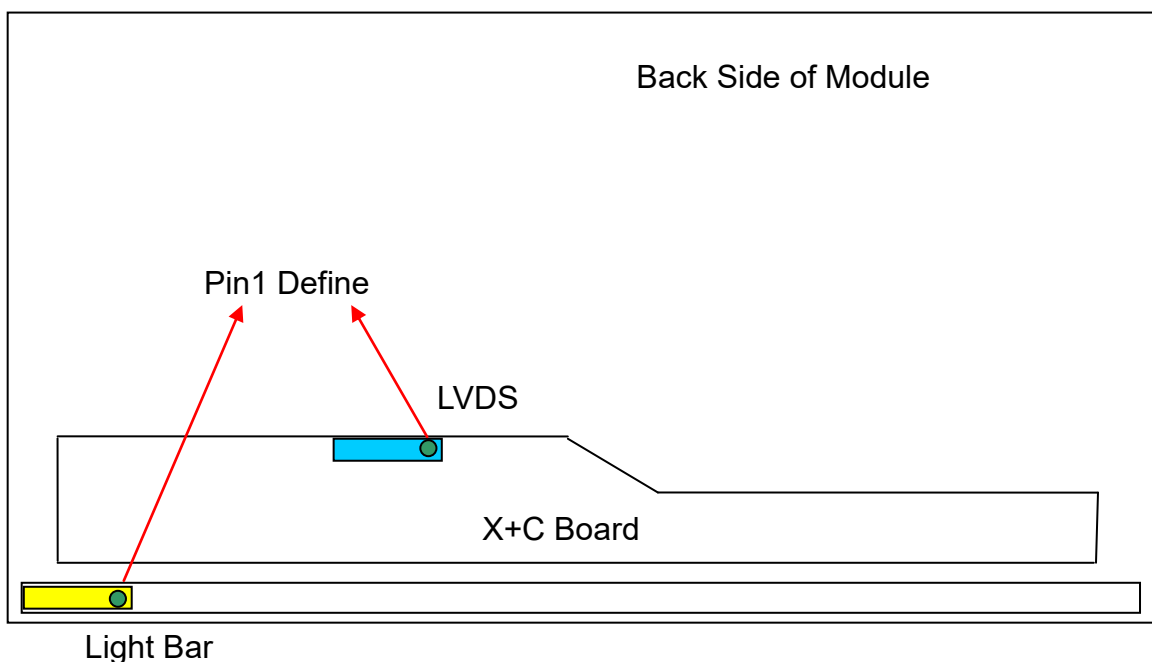 Back Side of Module
Pin1 Define
LVDS
X+C Board
Light Bar